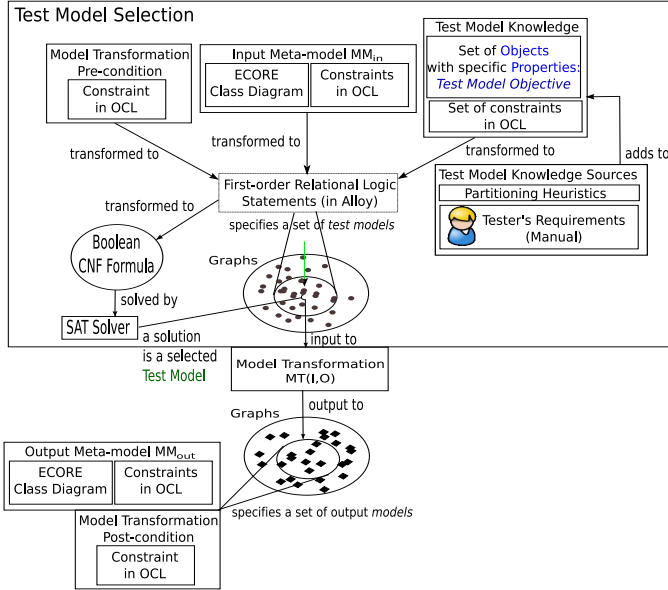 Test Model Selection
Model Transformation
Pre-condition
Constraint
in OCL
Input Meta-model MMin
ECORE
Class Diagram
Constraints
in OCL
Test Model Knowledge
Set of Objects
with specific Properties:
Test Model Objective
Set of constraints
in OCL
transformed to
transformed to
transformed to
adds to
Test Model Knowledge Sources
Partitioning Heuristics
Tester's Requirements
(Manual)
First-order Relational Logic
Statements (in Alloy)
transformed to
specifies a set of test models
Boolean
CNF Formula
Graphs
solved by
SAT Solver
a solution
is a selected
Test Model
input to
Model Transformation
MT(I,O)
output to
Graphs
Output Meta-model MMout
ECORE
Class Diagram
Constraints
in OCL
specifies a set of output models
Model Transformation
Post-condition
Constraint
in OCL